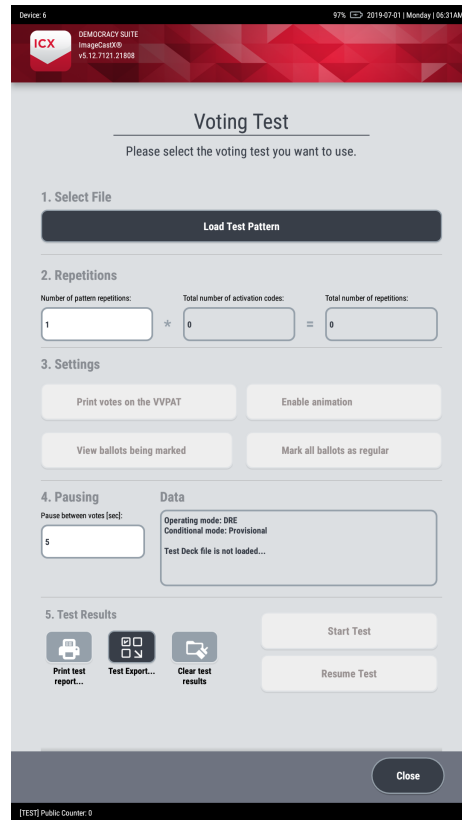 Device: 6
97% 2019-07-01 | Monday | 06:31AM
ICX
DEMOCRACY SUITE
ImageCastX®
v5.12.7121.21808
Voting Test
Please select the voting test you want to use.
1. Select File
Load Test Pattern
2. Repetitions
Number of pattern repetitions:
Total number of activation codes:
Total number of repetitions:
1 * 0 = 0
3. Settings
Print votes on the VVPAT
Enable animation
View ballots being marked
Mark all ballots as regular
4. Pausing
Data
Pause between votes [sec]:
5
Operating mode: DRE
Conditional mode: Provisional
Test Deck file is not loaded...
5. Test Results
Start Test
Print test
report...
Test Export...
Clear test
results
Resume Test
Close
[TEST] Public Counter: 0